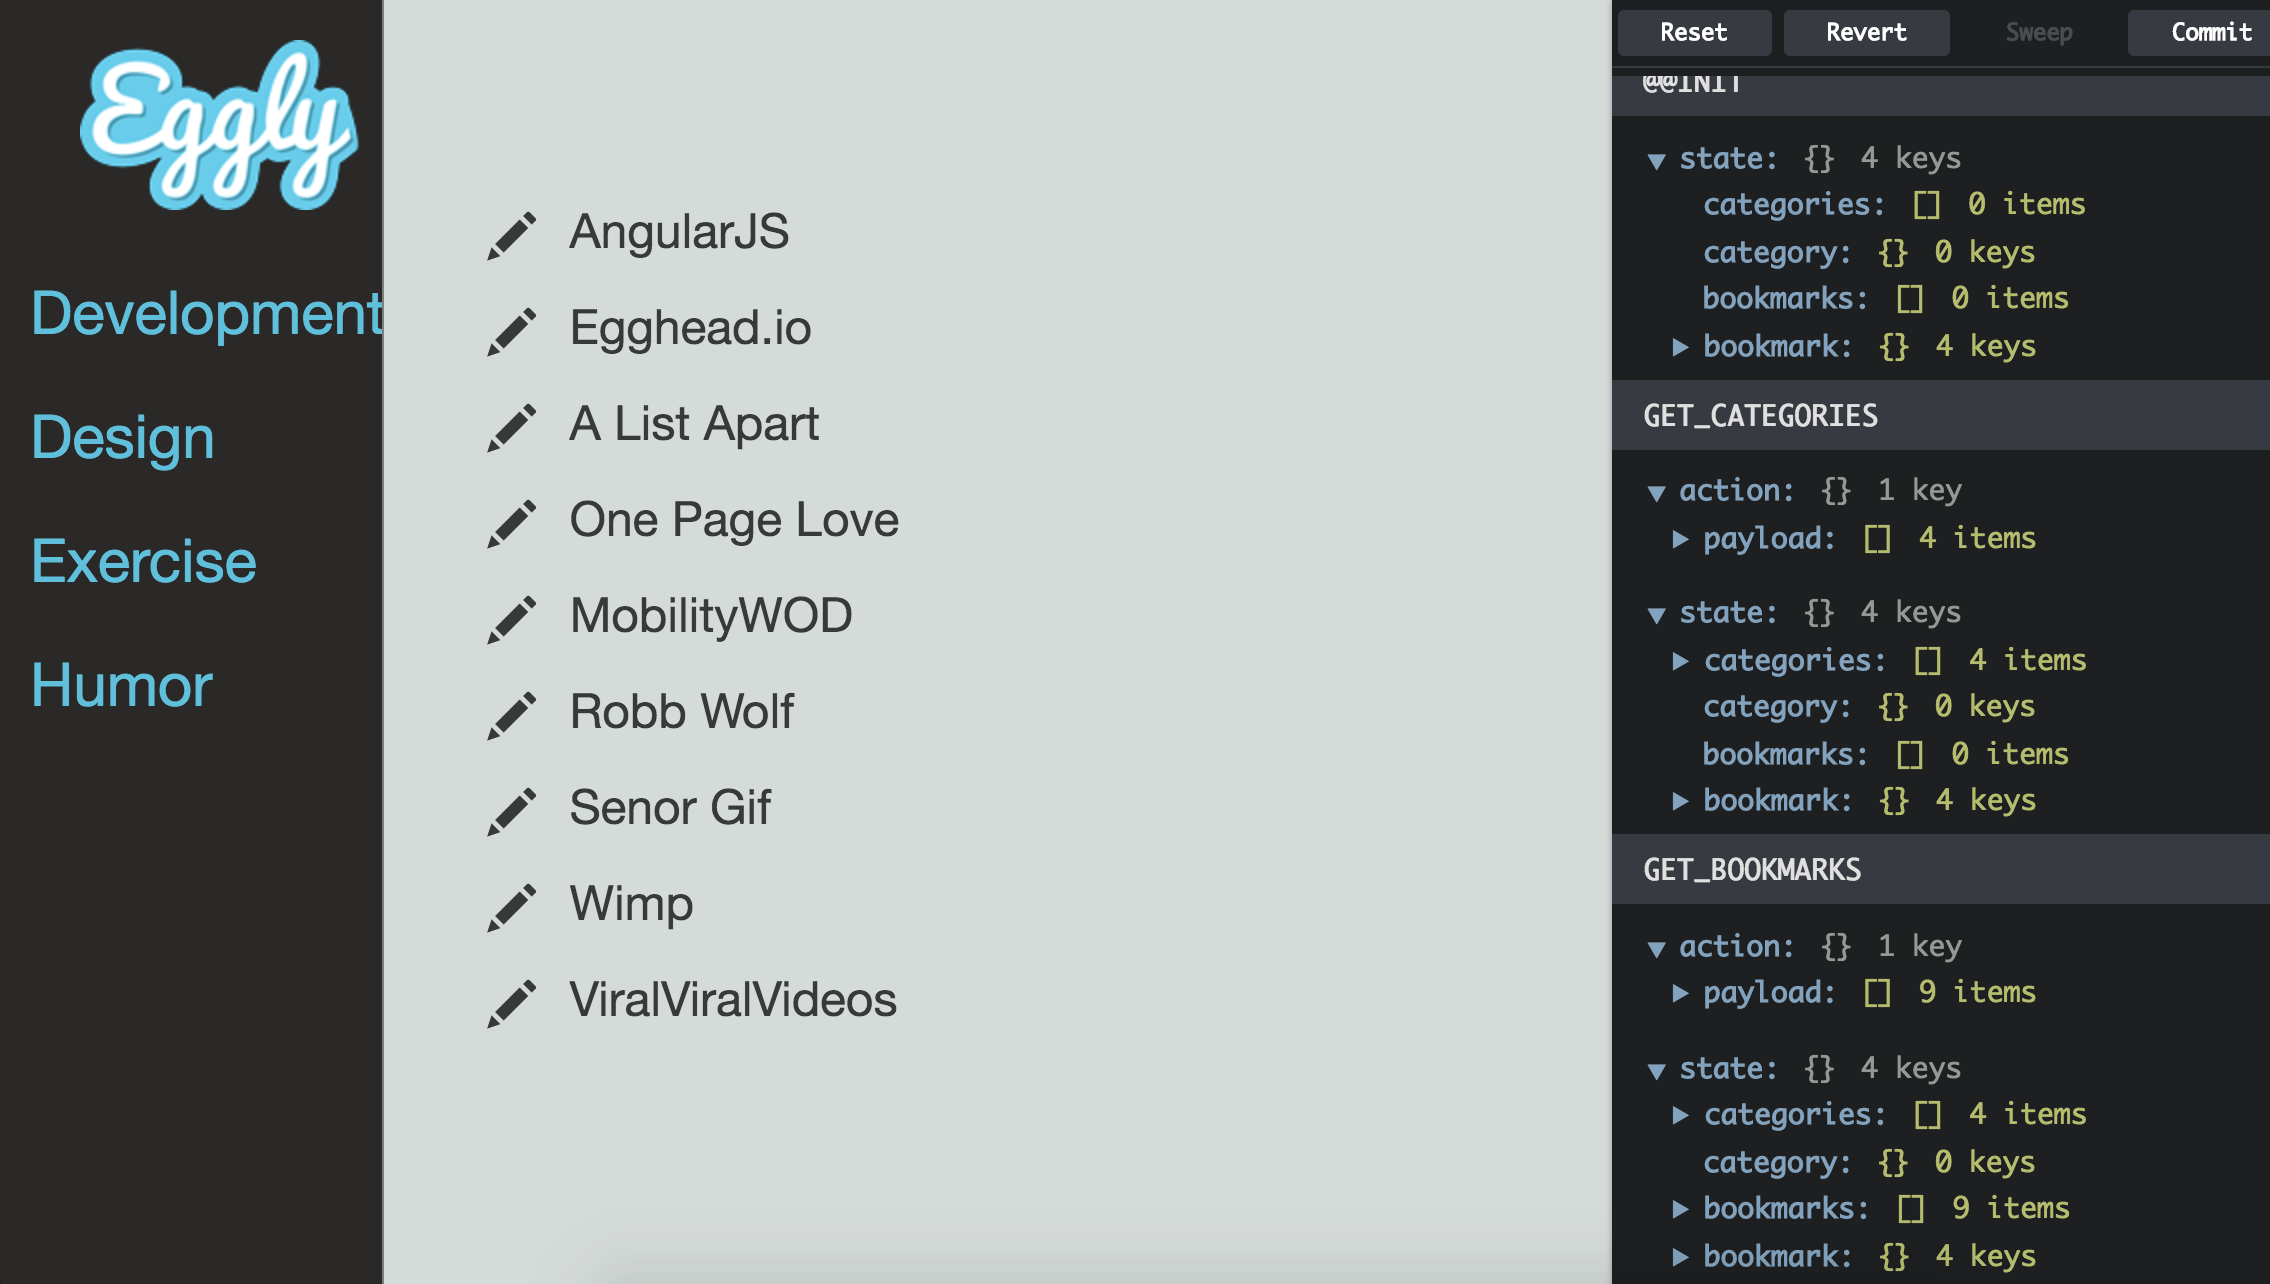 Eggly
Development
Design
Exercise
Humor
AngularJS
Egghead.io
A List Apart
One Page Love
MobilityWOD
Robb Wolf
Senor Gif
Wimp
ViralViralVideos
Reset Revert Sweep Commit
@@INIT
state: {} 4 keys
categories: [] 0 items
category: {} 0 keys
bookmarks: [] 0 items
bookmark: {} 4 keys
GET_CATEGORIES
action: {} 1 key
payload: [] 4 items
state: {} 4 keys
categories: [] 4 items
category: {} 0 keys
bookmarks: [] 0 items
bookmark: {} 4 keys
GET_BOOKMARKS
action: {} 1 key
payload: [] 9 items
state: {} 4 keys
categories: [] 4 items
category: {} 0 keys
bookmarks: [] 9 items
bookmark: {} 4 keys